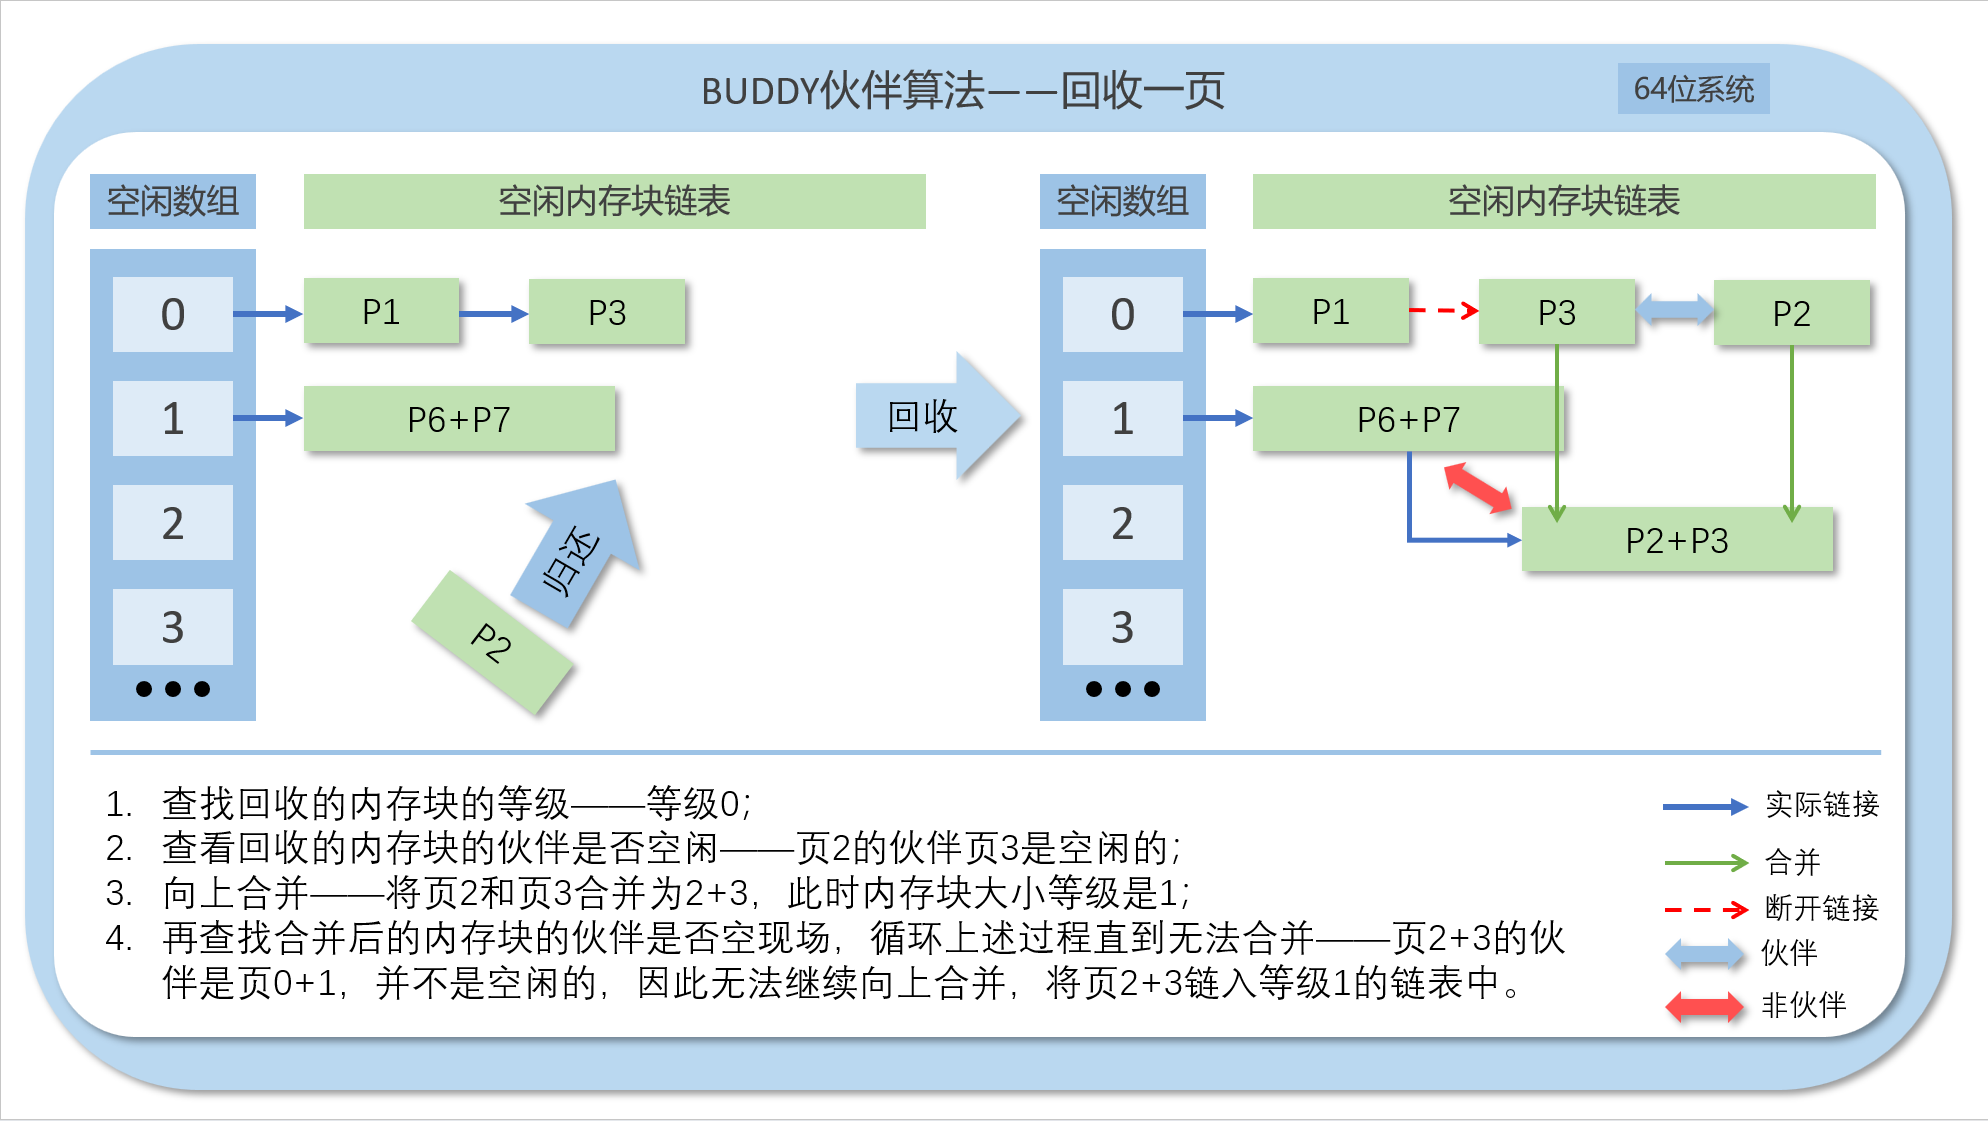 BUDDY伙伴算法——回收一页
64位系统
空闲数组
空闲内存块链表
0
P1
P3
1
P6+P7
2
3
归还
P2
回收
空闲数组
空闲内存块链表
0
P1
P3
P2
1
P6+P7
2
P2+P3
3
1. 查找回收的内存块的等级——等级0;
2. 查看回收的内存块的伙伴是否空闲——页2的伙伴页3是空闲的;
3. 向上合并——将页2和页3合并为2+3, 此时内存块大小等级是1;
4. 再查找合并后的内存块的伙伴是否空现场, 循环上述过程直到无法合并——页2+3的伙
伴是页0+1, 并不是空闲的, 因此无法继续向上合并, 将页2+3链入等级1的链表中。
实际链接
合并
断开链接
伙伴
非伙伴